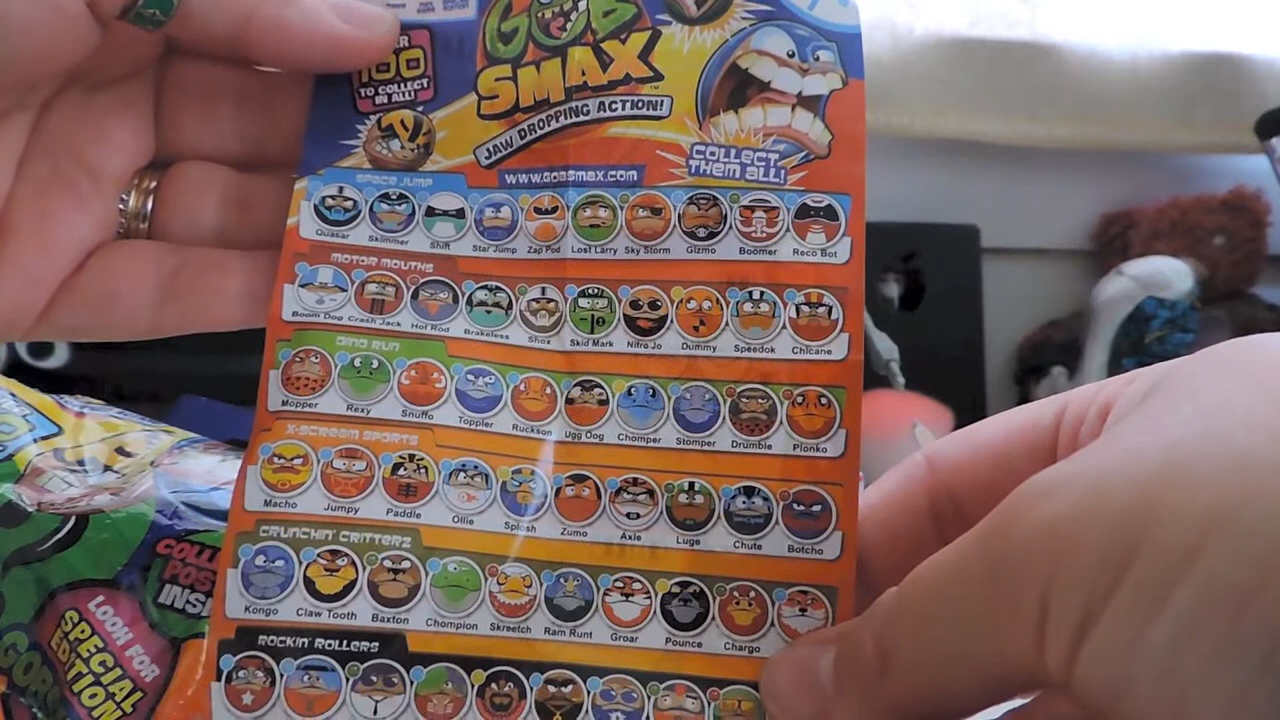 GOB
SMAX
JAW DROPPING ACTION!
100
TO COLLECT
IN ALL!
COLLECT
THEM ALL!
WWW.GOBSMAX.COM
SPACE JUMP
Quasar Skimmer Shift Star Jump Zap Pod Lost Larry Sky Storm Gizmo Boomer Reco Bot
MOTOR MOUTHS
Boom Dog Crash Jack Hot Rod Brakeless Shox Skid Mark Nitro Jo Dummy Speedok Chicane
DINO RUN
Mopper Rexy Snuffo Toppler Ruckson Ugg Dog Chomper Stomper Drumble Plonko
X-SCREAM SPORTS
Macho Jumpy Paddle Ollie Splosh Zumo Axle Luge Chute Botcho
CRUNCHIN' CRITTERZ
Kongo Claw Tooth Baxton Chompion Skreetch Ram Runt Groar Pounce Chargo
ROCKIN' ROLLERS
LOOK FOR
SPECIAL
EDITION